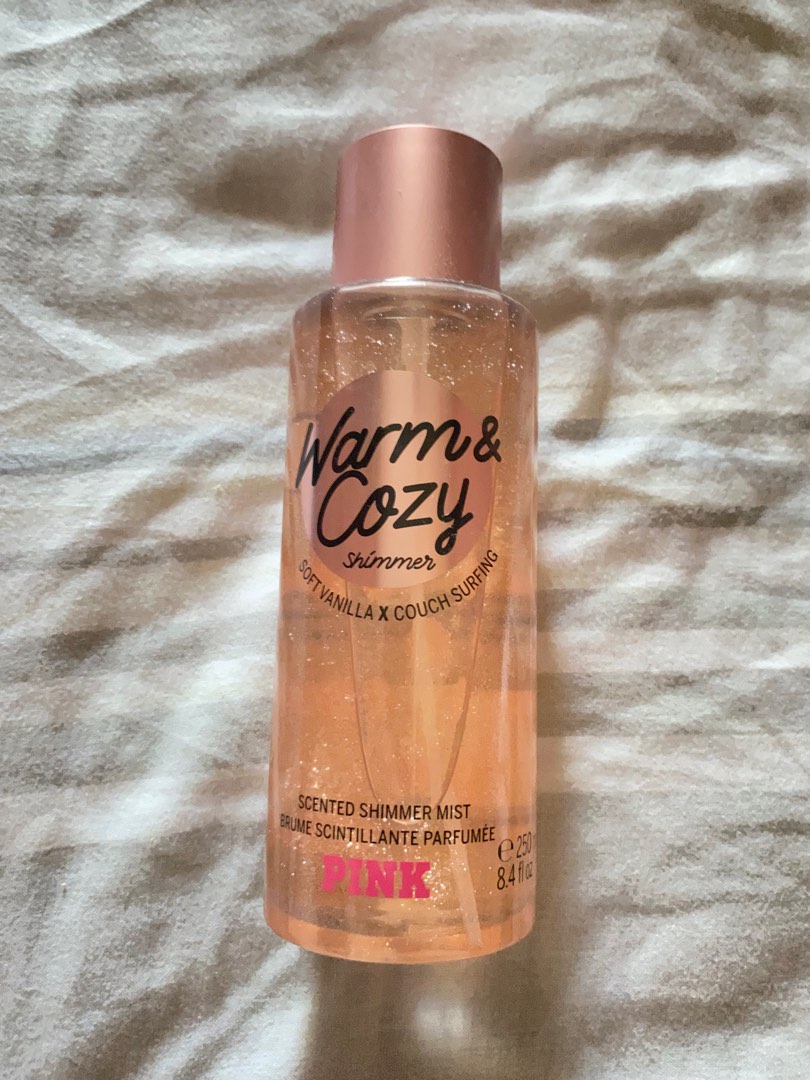 Warm &
Cozy
Shimmer
SOFT VANILLA X COUCH SURFING
SCENTED SHIMMER MIST
BRUME SCINTILLANTE PARFUMÉE
PINK
℮ 250
8.4 fl oz